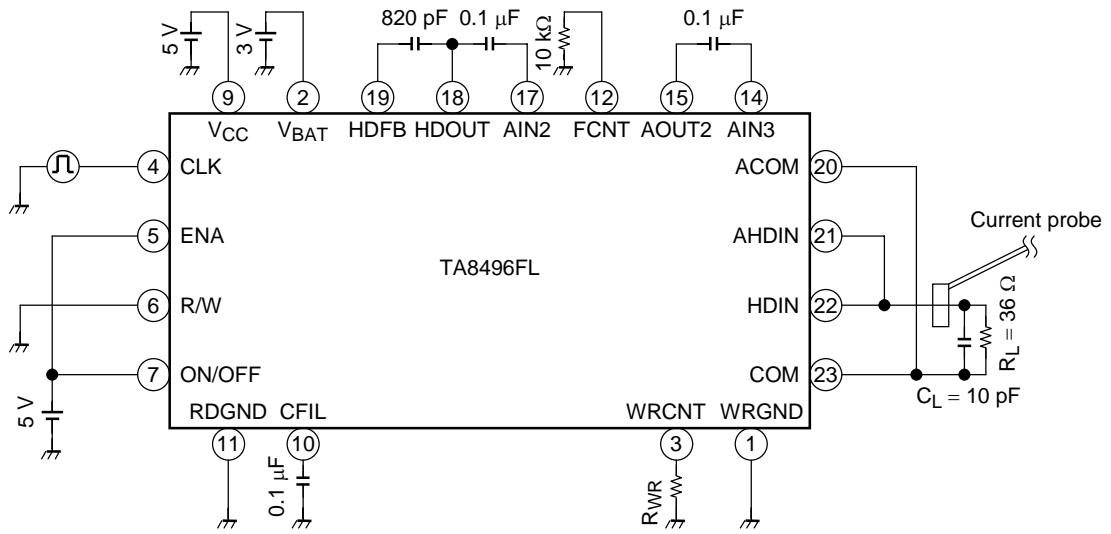 5 V
3 V
820 pF
0.1 μF
10 kΩ
0.1 μF
9
2
19
18
17
12
15
14
VCC
VBAT
HDFB
HDOUT
AIN2
FCNT
AOUT2
AIN3
4
CLK
ACOM
20
5
ENA
AHDIN
21
Current probe
TA8496FL
6
R/W
HDIN
22
RL = 36 Ω
7
ON/OFF
COM
23
CL = 10 pF
5 V
RDGND
CFIL
WRCNT
WRGND
11
10
3
1
0.1 μF
RWR